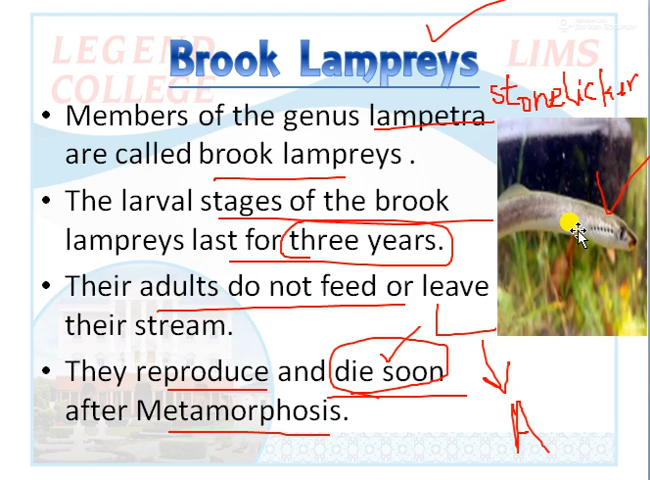 LEGEND
COLLEGE
LIMS
Brook Lampreys
stonelicker
• Members of the genus lampetra
are called brook lampreys .
• The larval stages of the brook
lampreys last for three years.
• Their adults do not feed or leave
their stream.
• They reproduce and die soon
after Metamorphosis.
A